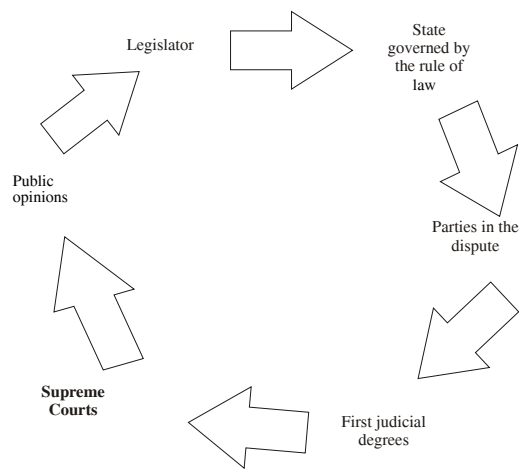 Legislator
State
governed by
the rule of
law
Parties in the
dispute
First judicial
degrees
Supreme
Courts
Public
opinions